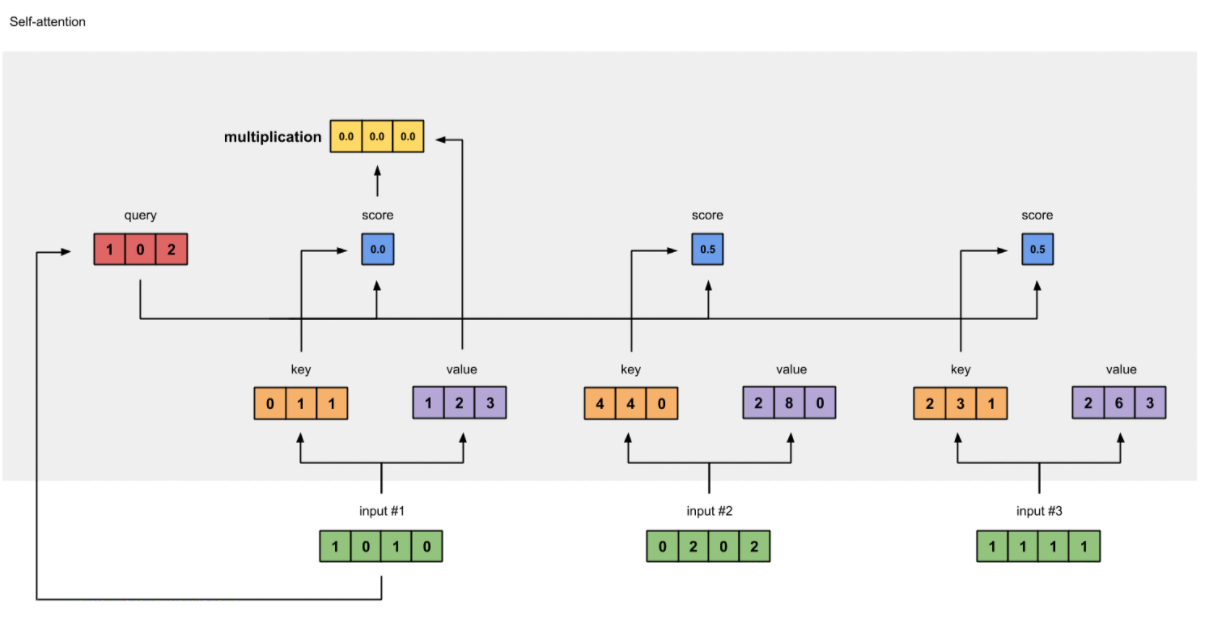 Self-attention
multiplication 0.0 0.0 0.0
query score score score
1 0 2 0.0 0.5 0.5
key value key value key value
0 1 1 1 2 3 4 4 0 2 8 0 2 3 1 2 6 3
input #1 input #2 input #3
1 0 1 0 0 2 0 2 1 1 1 1